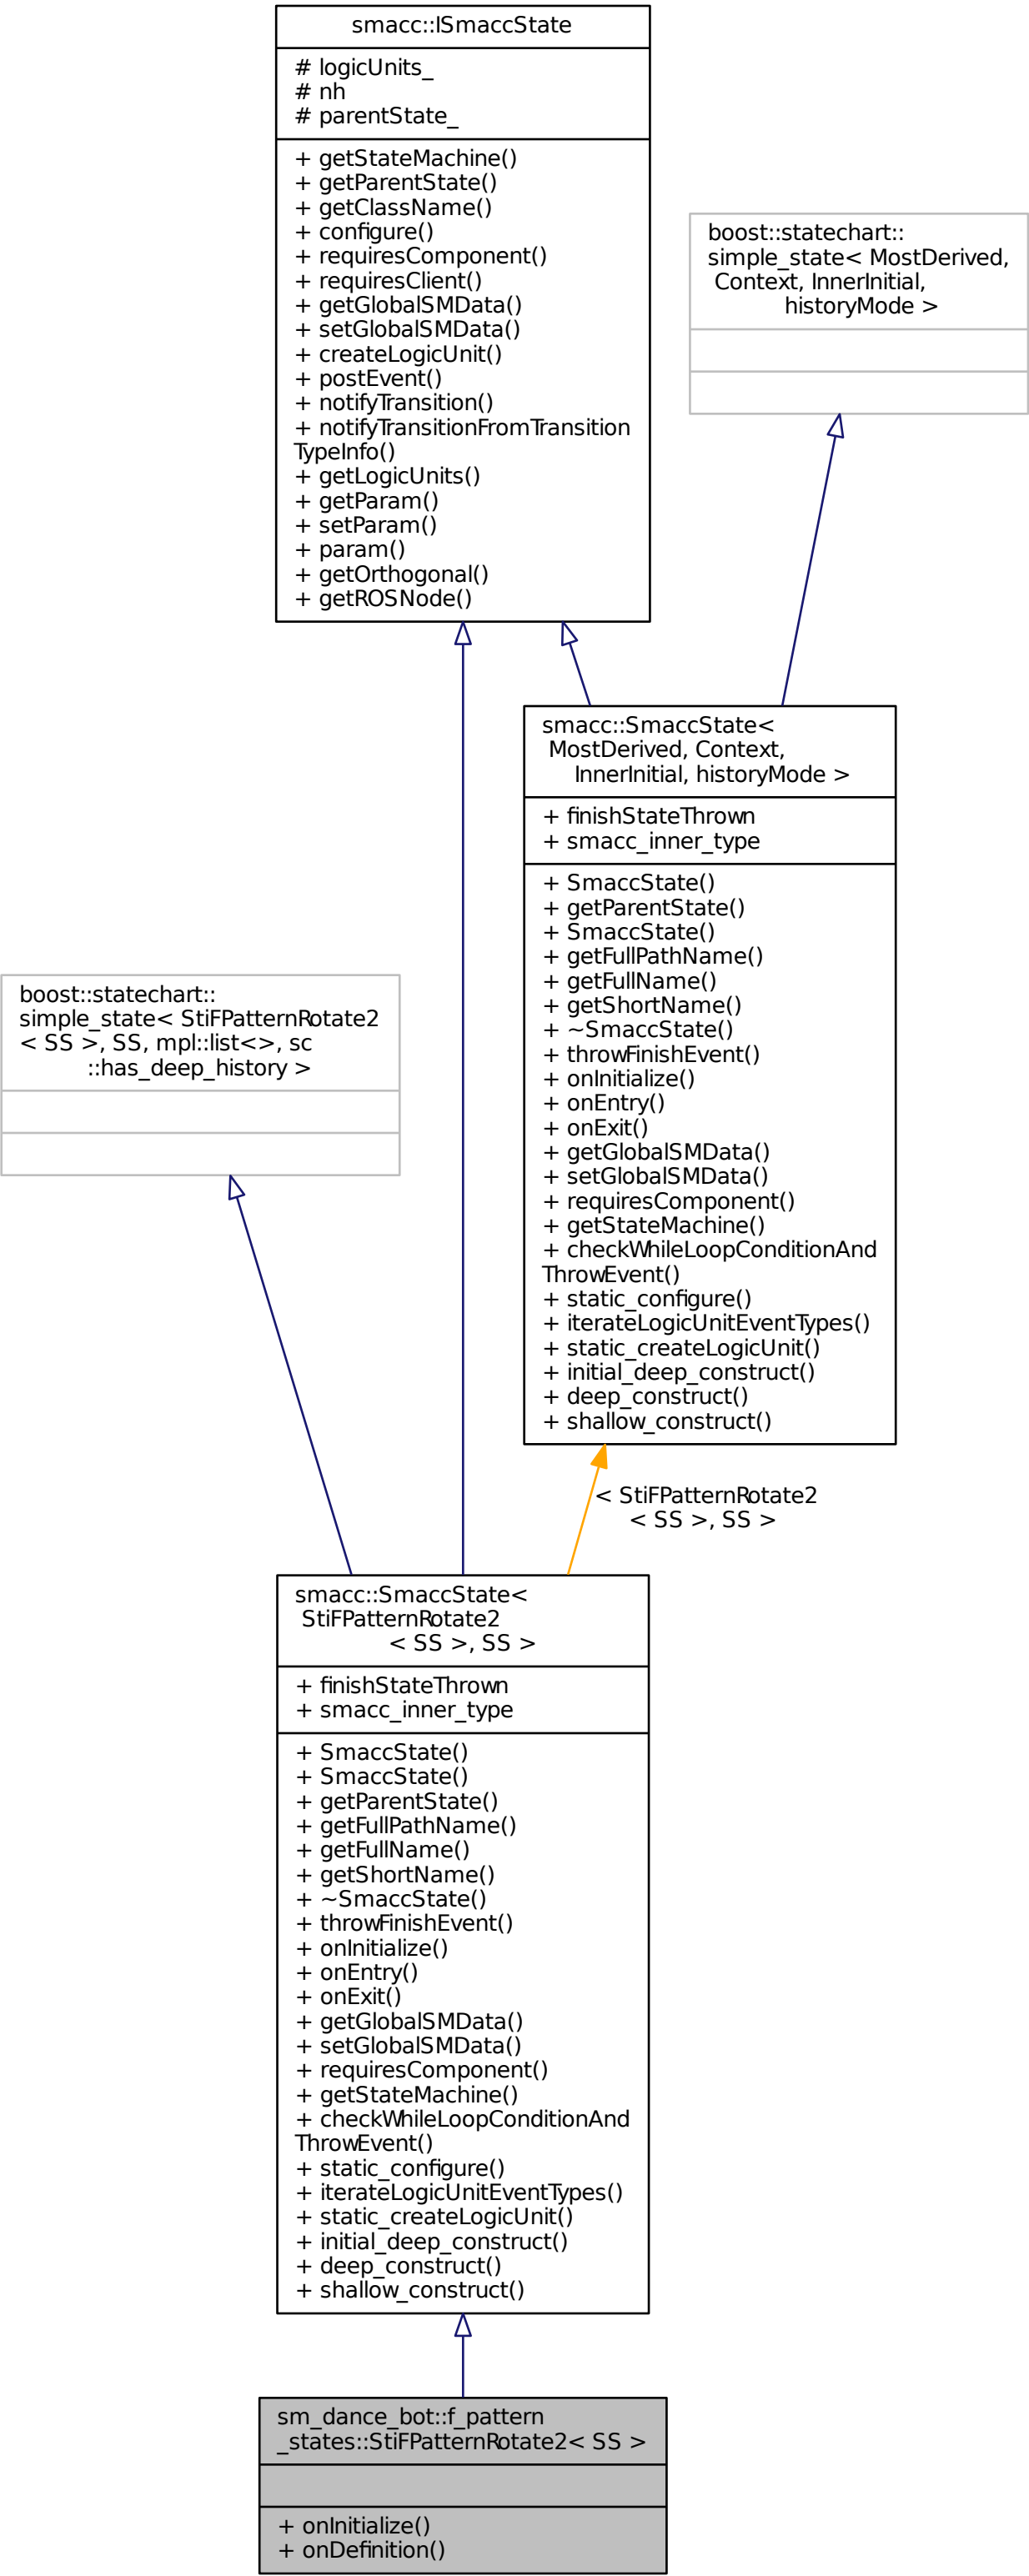 smacc::ISmaccState
# logicUnits_
# nh
# parentState_
+ getStateMachine()
+ getParentState()
+ getClassName()
+ configure()
+ requiresComponent()
+ requiresClient()
+ getGlobalSMData()
+ setGlobalSMData()
+ createLogicUnit()
+ postEvent()
+ notifyTransition()
+ notifyTransitionFromTransition
TypeInfo()
+ getLogicUnits()
+ getParam()
+ setParam()
+ param()
+ getOrthogonal()
+ getROSNode()
boost::statechart::
simple_state< MostDerived,
Context, InnerInitial,
historyMode >
smacc::SmaccState<
MostDerived, Context,
InnerInitial, historyMode >
+ finishStateThrown
+ smacc_inner_type
+ SmaccState()
+ getParentState()
+ SmaccState()
+ getFullPathName()
+ getFullName()
+ getShortName()
+ ~SmaccState()
+ throwFinishEvent()
+ onInitialize()
+ onEntry()
+ onExit()
+ getGlobalSMData()
+ setGlobalSMData()
+ requiresComponent()
+ getStateMachine()
+ checkWhileLoopConditionAnd
ThrowEvent()
+ static_configure()
+ iterateLogicUnitEventTypes()
+ static_createLogicUnit()
+ initial_deep_construct()
+ deep_construct()
+ shallow_construct()
boost::statechart::
simple_state< StiFPatternRotate2
< SS >, SS, mpl::list<>, sc
::has_deep_history >
< StiFPatternRotate2
< SS >, SS >
smacc::SmaccState<
StiFPatternRotate2
< SS >, SS >
+ finishStateThrown
+ smacc_inner_type
+ SmaccState()
+ SmaccState()
+ getParentState()
+ getFullPathName()
+ getFullName()
+ getShortName()
+ ~SmaccState()
+ throwFinishEvent()
+ onInitialize()
+ onEntry()
+ onExit()
+ getGlobalSMData()
+ setGlobalSMData()
+ requiresComponent()
+ getStateMachine()
+ checkWhileLoopConditionAnd
ThrowEvent()
+ static_configure()
+ iterateLogicUnitEventTypes()
+ static_createLogicUnit()
+ initial_deep_construct()
+ deep_construct()
+ shallow_construct()
sm_dance_bot::f_pattern
_states::StiFPatternRotate2< SS >
+ onInitialize()
+ onDefinition()